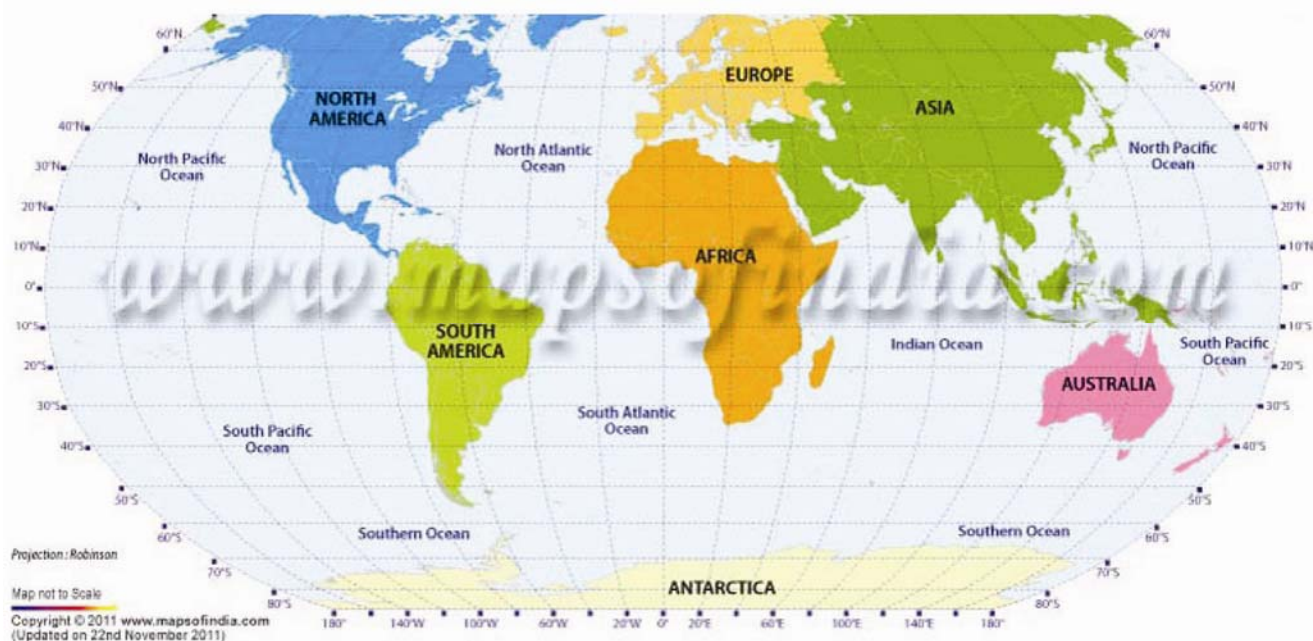 60°N
60°N
50°N
50°N
40°N
40°N
30°N
30°N
20°N
20°N
10°N
10°N
0°
0°
10°S
10°S
20°S
20°S
30°S
30°S
40°S
40°S
50°S
50°S
60°S
60°S
70°S
70°S
80°S
80°S
EUROPE
NORTH
AMERICA
ASIA
North Pacific
Ocean
North Atlantic
Ocean
North Pacific
Ocean
AFRICA
www.mapsofindia.com
SOUTH
AMERICA
Indian Ocean
South Pacific
Ocean
AUSTRALIA
South Atlantic
Ocean
South Pacific
Ocean
Southern Ocean
Southern Ocean
ANTARCTICA
180° 140°W 100°W 60°W 20°W 0° 20°E 60°E 100°E 140°E 180°
Projection : Robinson
Map not to Scale
Copyright © 2011 www.mapsofindia.com
(Updated on 22nd November 2011)